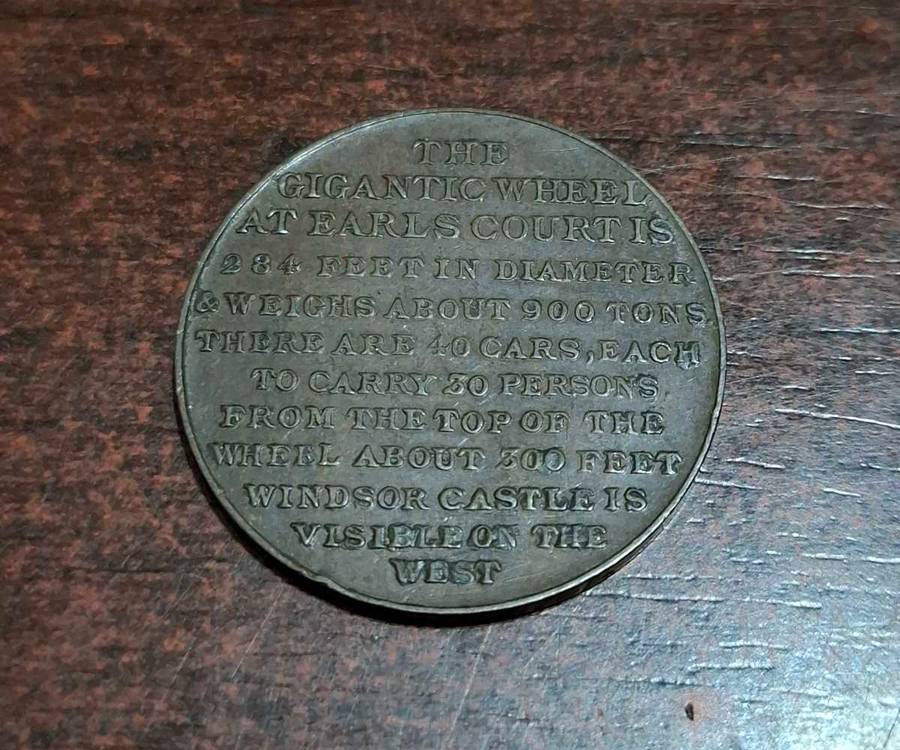 THE
GIGANTIC WHEEL
AT EARLS COURT IS
284 FEET IN DIAMETER
& WEIGHS ABOUT 900 TONS
THERE ARE 40 CARS, EACH
TO CARRY 30 PERSONS
FROM THE TOP OF THE
WHEEL ABOUT 300 FEET
WINDSOR CASTLE IS
VISIBLE ON THE
WEST